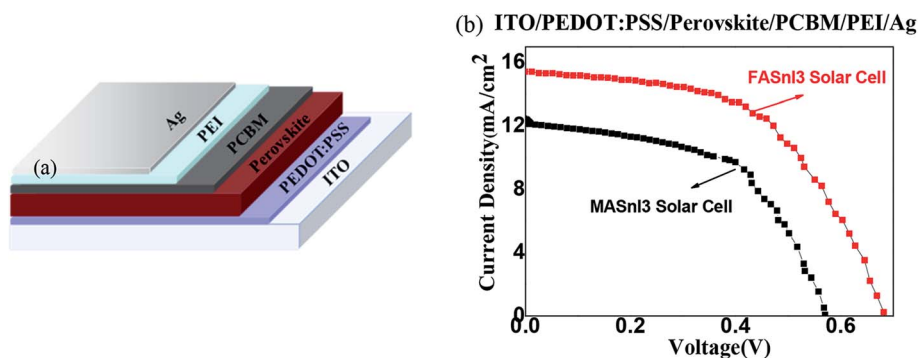 (a)
Ag
PEI
PCBM
Perovskite
PEDOT:PSS
ITO
(b) ITO/PEDOT:PSS/Perovskite/PCBM/PEI/Ag
Current Density(mA/cm²)
16
12
8
4
0
FASnI3 Solar Cell
MASnI3 Solar Cell
0.0 0.2 0.4 0.6
Voltage(V)